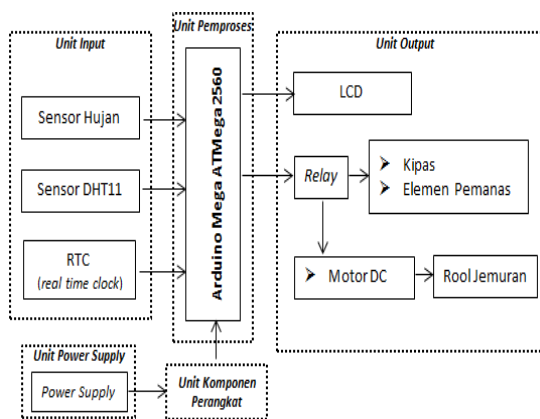 Unit Input
Sensor Hujan
Sensor DHT11
RTC
(real time clock)
Unit Pemproses
Arduino Mega ATMega 2560
Unit Output
LCD
Relay
➢ Kipas
➢ Elemen Pemanas
➢ Motor DC
Rool Jemuran
Unit Power Supply
Power Supply
Unit Komponen
Perangkat